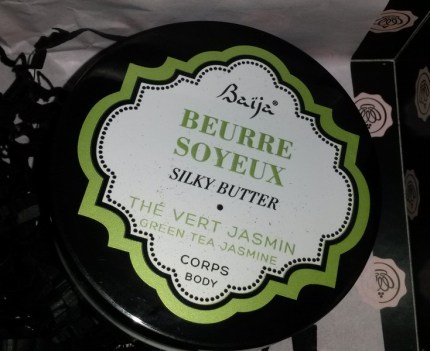 Baïja®
BEURRE
SOYEUX
SILKY BUTTER
THÉ VERT JASMIN
GREEN TEA JASMINE
CORPS
BODY